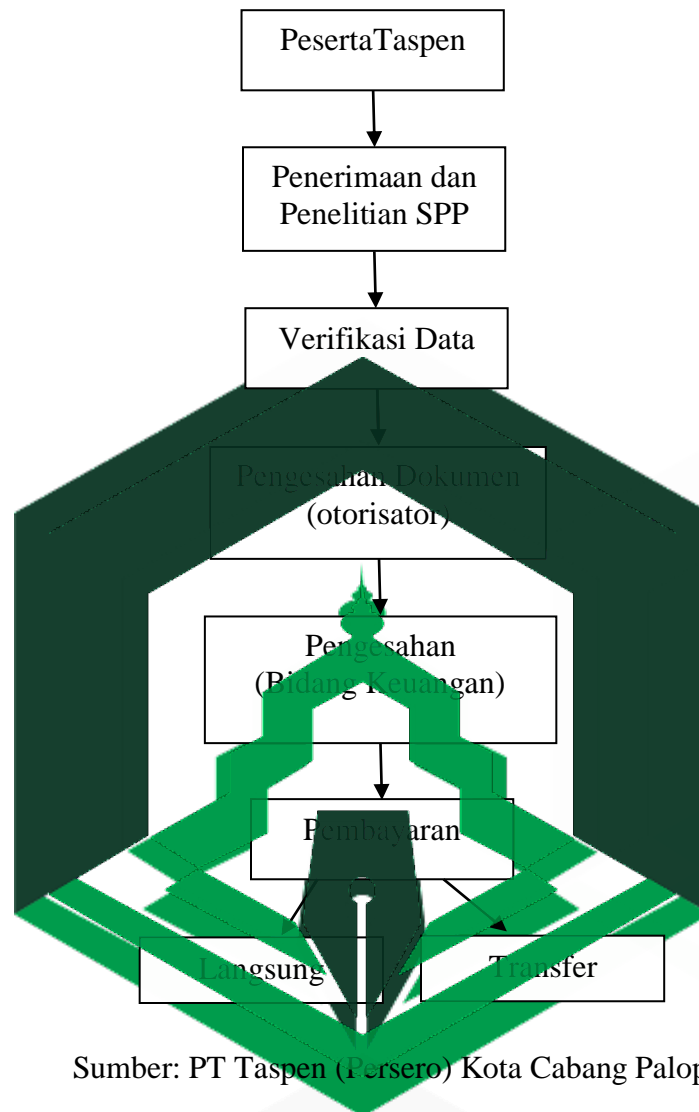 PesertaTaspen
Penerimaan dan
Penelitian SPP
Verifikasi Data
Pengesahan Dokumen
(otorisator)
Pengesahan
(Bidang Keuangan)
Pembayaran
Langsung
Transfer
Sumber: PT Taspen (Persero) Kota Cabang Palop